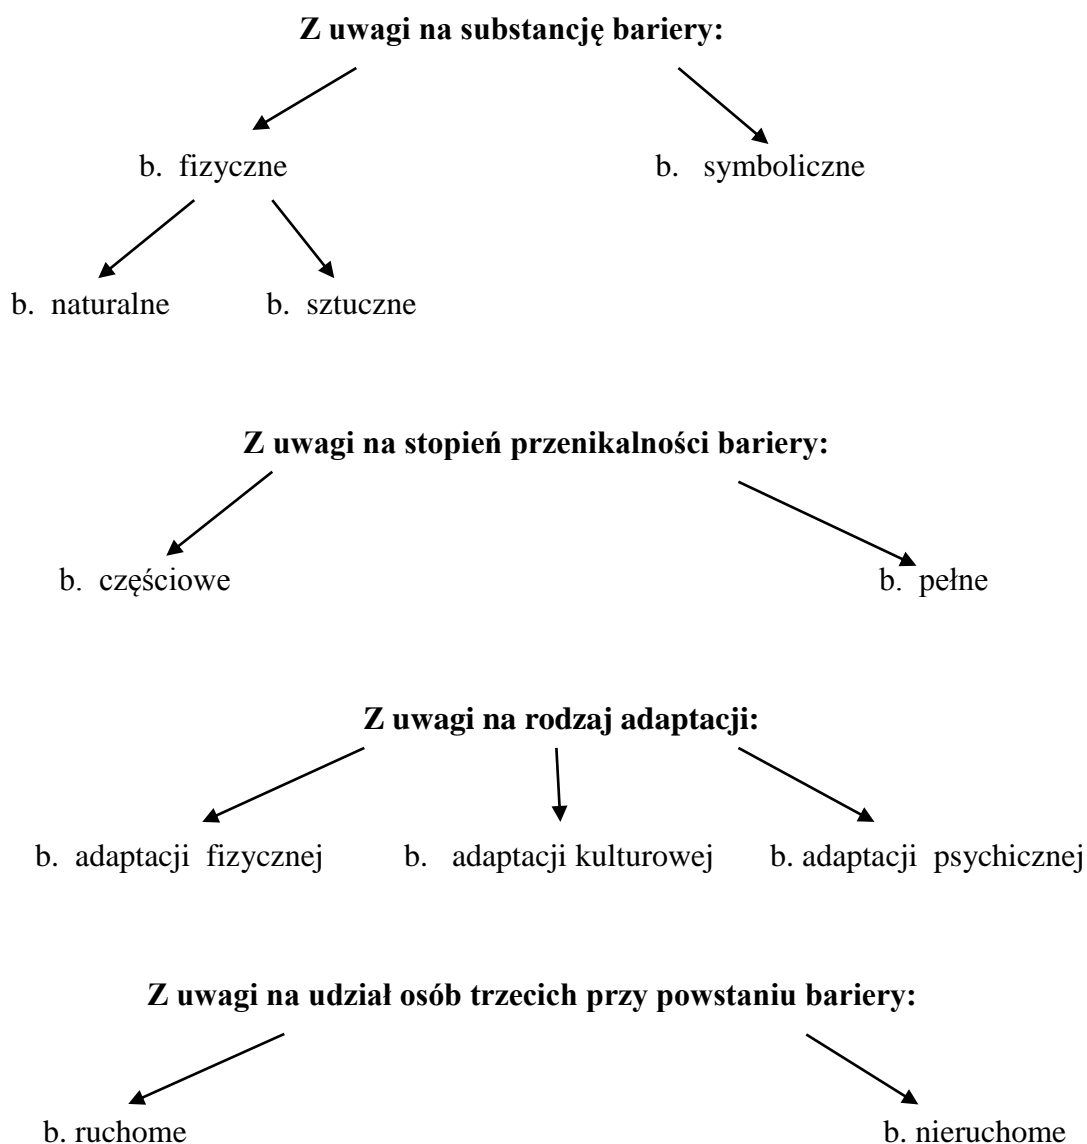 Z uwagi na substancję bariery:
b. fizyczne b. symboliczne
b. naturalne b. sztuczne
Z uwagi na stopień przenikalności bariery:
b. częściowe b. pełne
Z uwagi na rodzaj adaptacji:
b. adaptacji fizycznej b. adaptacji kulturowej b. adaptacji psychicznej
Z uwagi na udział osób trzecich przy powstaniu bariery:
b. ruchome b. nieruchome